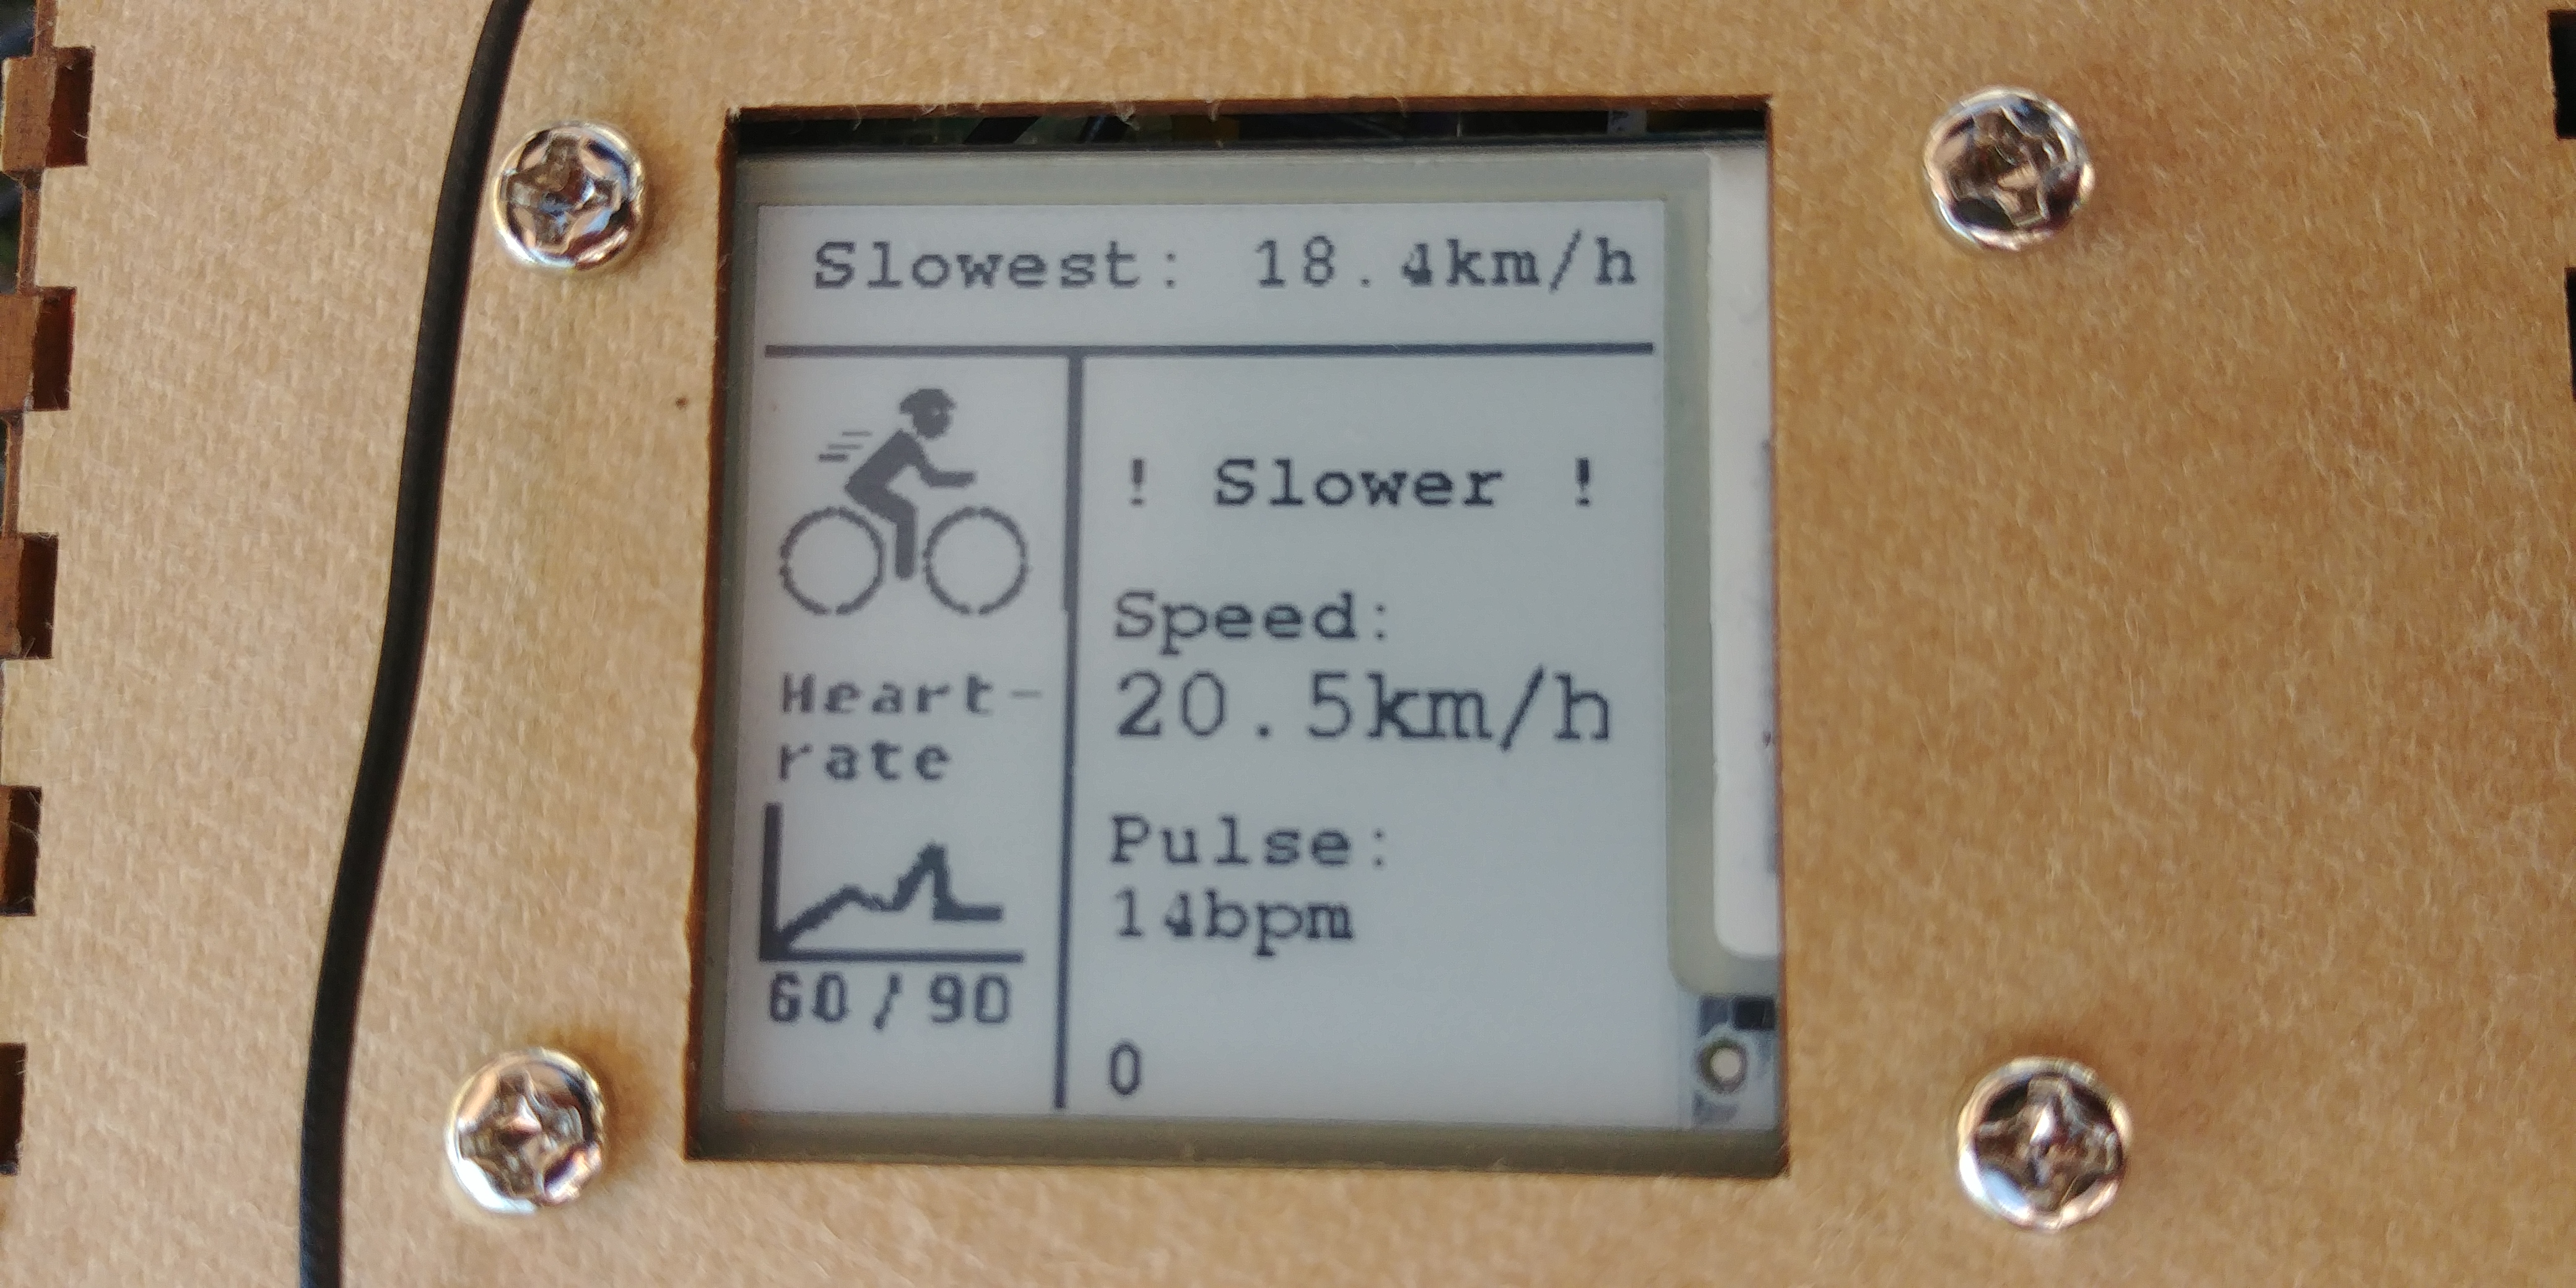 Slowest: 18.4km/h
! Slower !
Speed:
20.5km/h
Pulse:
14bpm
0
Heart-
rate
60/90